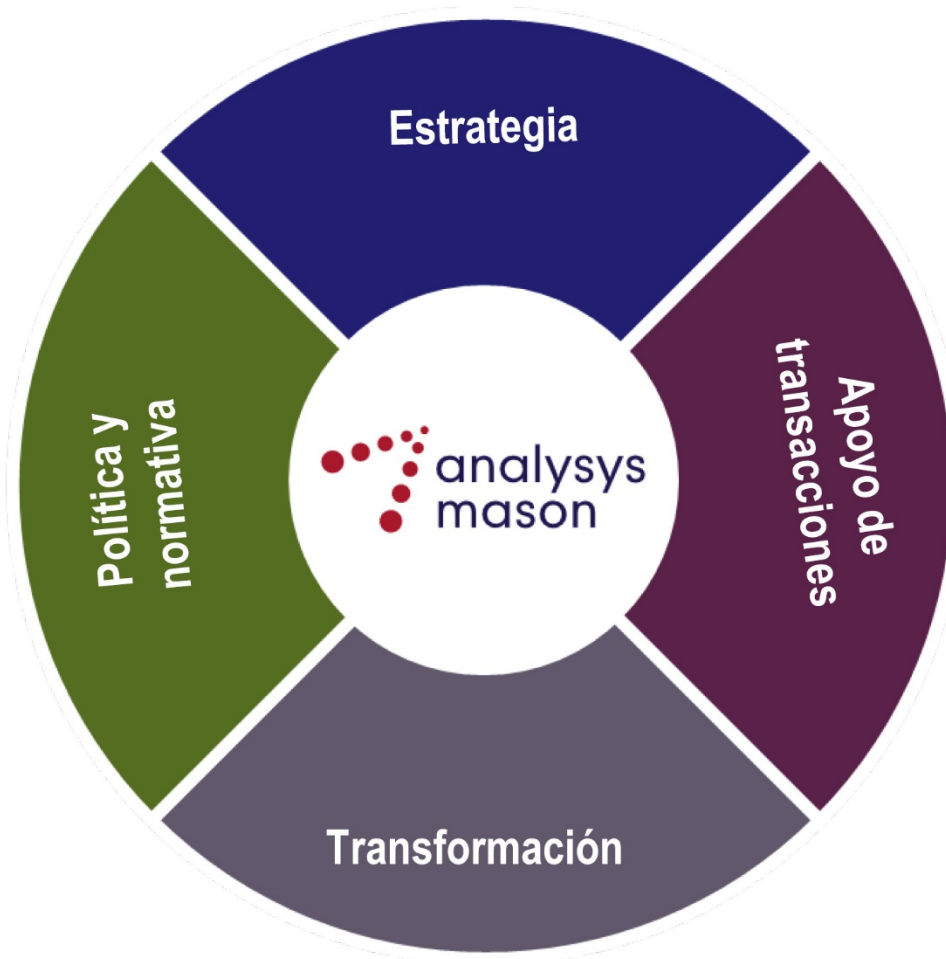 Estrategia
Política y
normativa
analysys
mason
Apoyo de
transacciones
Transformación